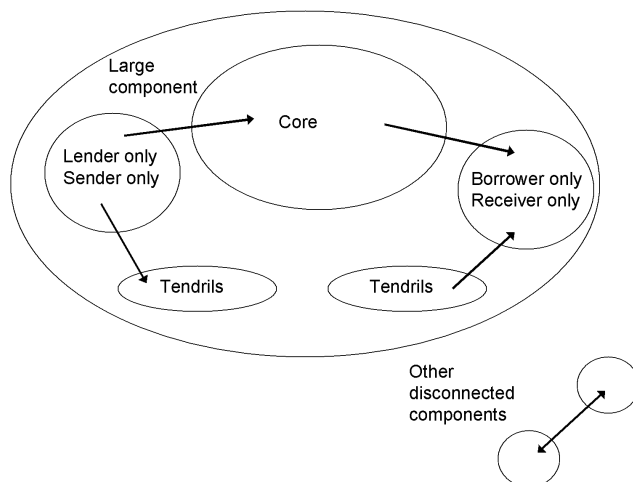 Large
component
Core
Lender only
Sender only
Borrower only
Receiver only
Tendrils
Tendrils
Other
disconnected
components